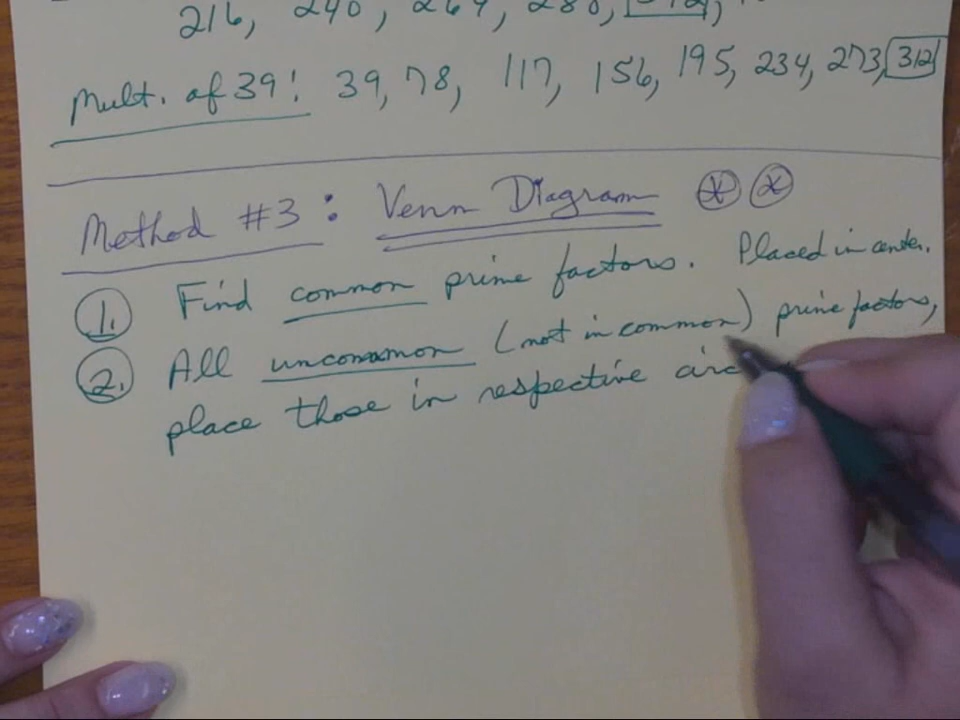 216, 240, 264, 288, 312,
Mult. of 39! 39, 78, 117, 156, 195, 234, 273, 312
Method #3: Venn Diagram
1. Find common prime factors. Placed in center.
2. All uncommon (not in common) prime factors,
place those in respective circ